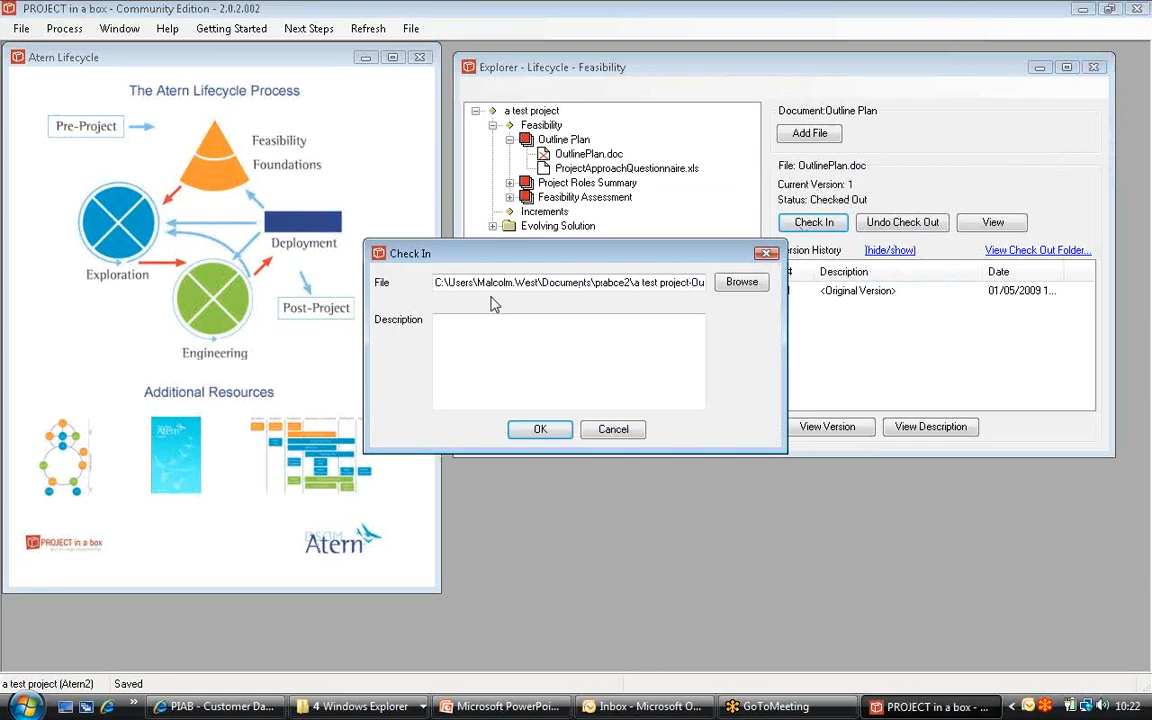 PROJECT in a box - Community Edition - 2.0.2.002
File Process Window Help Getting Started Next Steps Refresh File
Atern Lifecycle
The Atern Lifecycle Process
Pre-Project
Feasibility
Foundations
Deployment
Exploration
Post-Project
Engineering
Additional Resources
Atern
PROJECT in a box
DSDM
Atern
Explorer - Lifecycle - Feasibility
a test project
Feasibility
Outline Plan
OutlinePlan.doc
ProjectApproachQuestionnaire.xls
Project Roles Summary
Feasibility Assessment
Increments
Evolving Solution
Document:Outline Plan
Add File
File: OutlinePlan.doc
Current Version: 1
Status: Checked Out
Check In Undo Check Out View
ersion History [hide/show] View Check Out Folder...
# Description Date
<Original Version> 01/05/2009 1...
View Version View Description
Check In
File C:\Users\Malcolm.West\Documents\piabce2\a test project-Ou Browse
Description
OK Cancel
a test project (Atern2) Saved
PIAB - Customer Da... 4 Windows Explorer Microsoft PowerPoi... Inbox - Microsoft O... GoToMeeting PROJECT in a box - ... 10:22